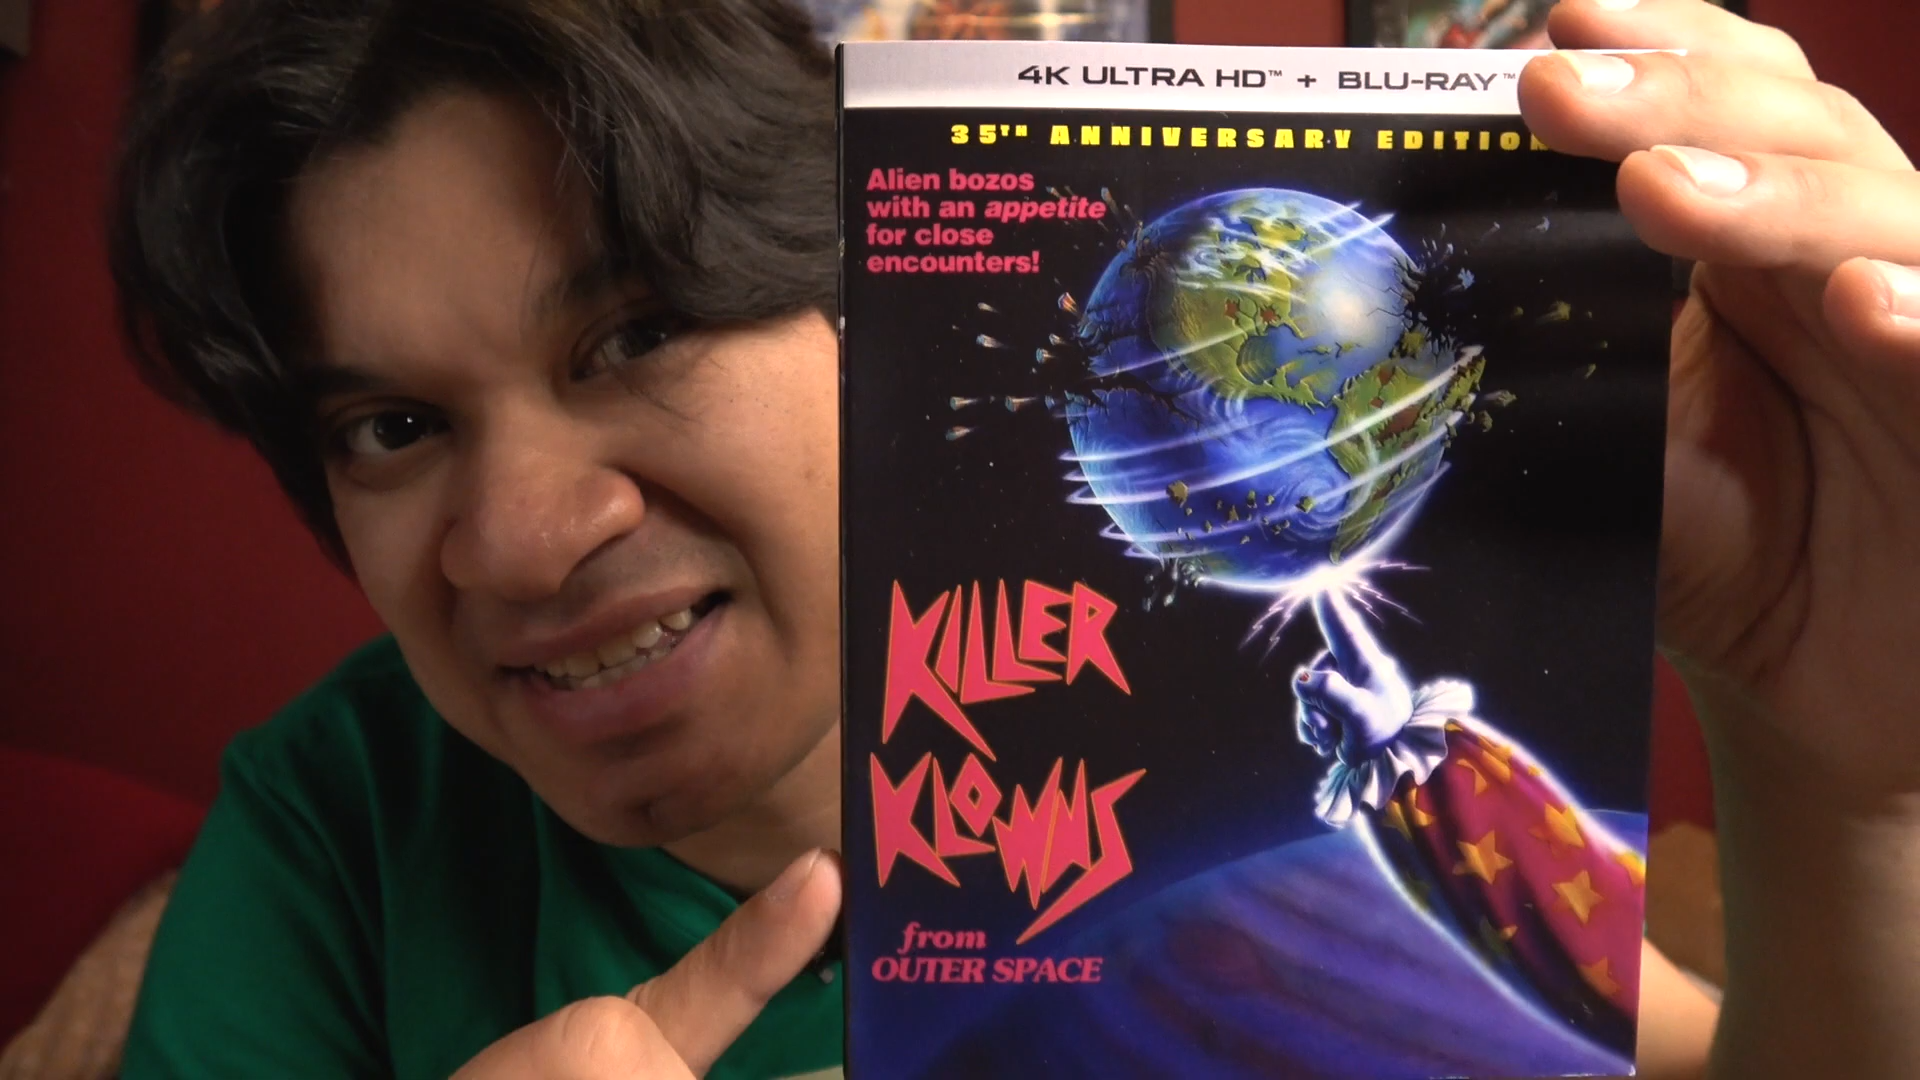 4K ULTRA HD™ + BLU-RAY™
35TH ANNIVERSARY EDITION
Alien bozos
with an appetite
for close
encounters!
KILLER
KLOWNS
from
OUTER SPACE